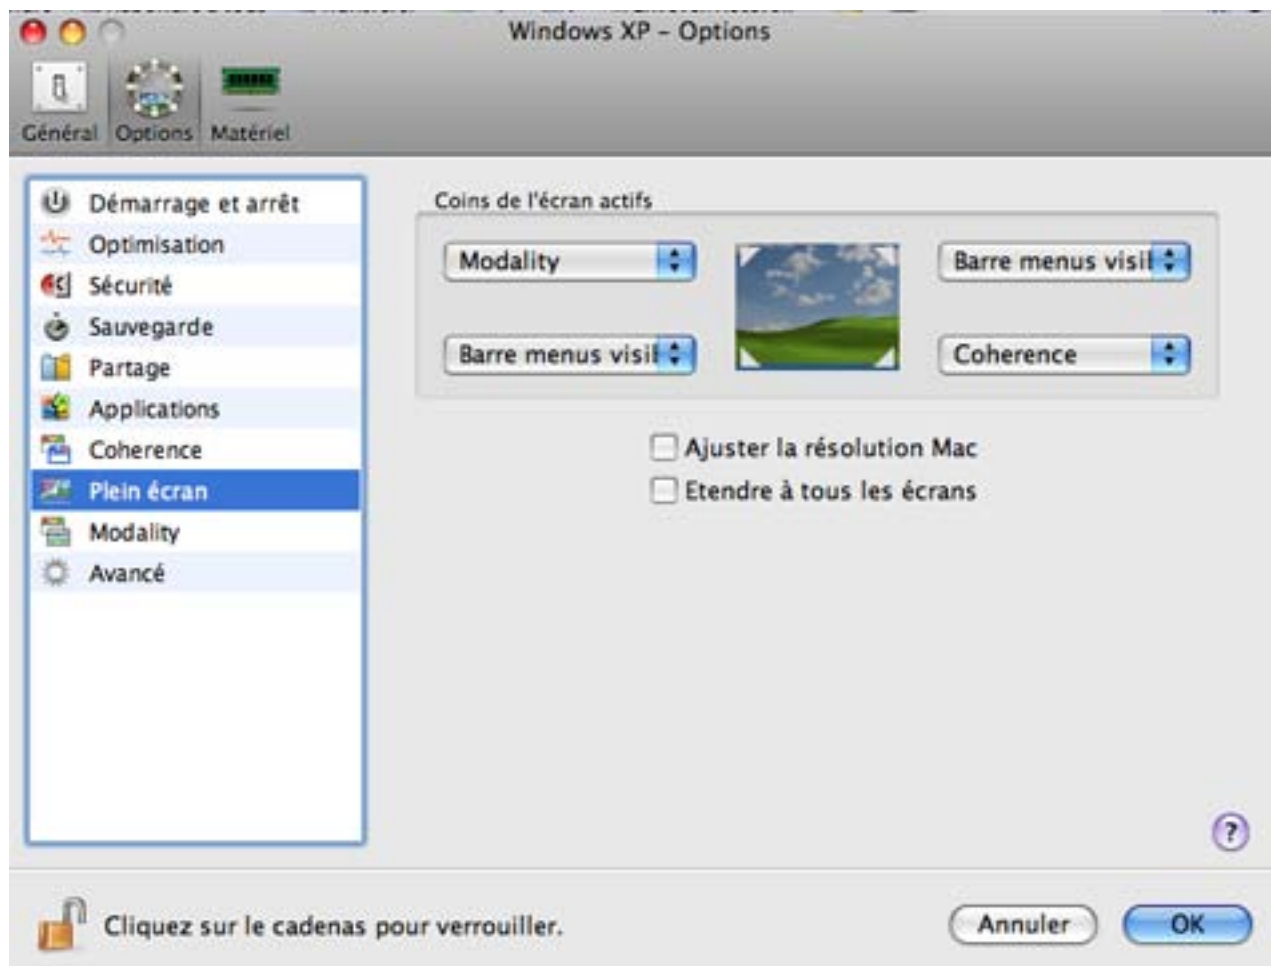 Windows XP – Options
Général Options Matériel
Démarrage et arrêt
Optimisation
Sécurité
Sauvegarde
Partage
Applications
Coherence
Plein écran
Modality
Avancé
Coins de l'écran actifs
Modality
Barre menus visil
Barre menus visil
Coherence
Ajuster la résolution Mac
Etendre à tous les écrans
?
Cliquez sur le cadenas pour verrouiller.
Annuler
OK